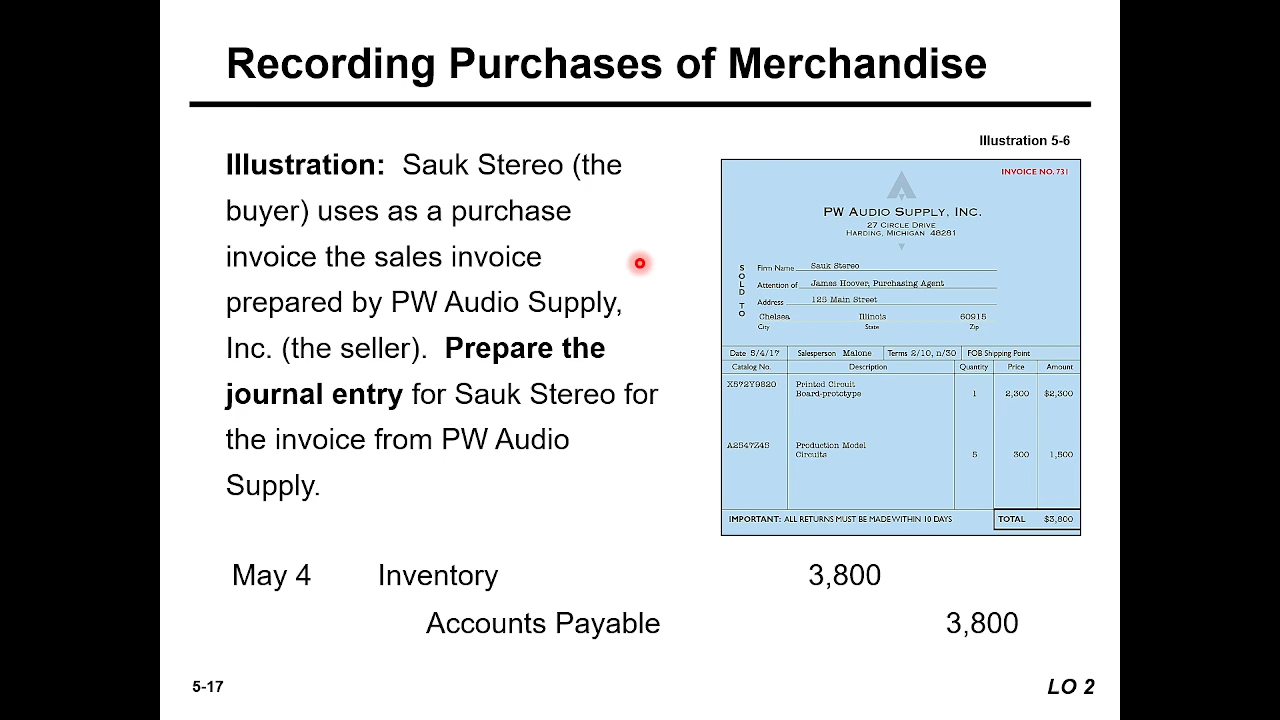 Recording Purchases of Merchandise
Illustration 5-6
Illustration: Sauk Stereo (the
buyer) uses as a purchase
invoice the sales invoice
prepared by PW Audio Supply,
Inc. (the seller). Prepare the
journal entry for Sauk Stereo for
the invoice from PW Audio
Supply.
INVOICE NO. 731
PW AUDIO SUPPLY, INC.
27 CIRCLE DRIVE
HARDING, MICHIGAN 48281
SOLD TO
Firm Name Sauk Stereo
Attention of James Hoover, Purchasing Agent
Address 125 Main Street
Chelsea Illinois 60915
City State Zip
Date 5/4/17 Salesperson Malone Terms 2/10, n/30 FOB Shipping Point
Catalog No. Description Quantity Price Amount
X572Y9820 Printed Circuit
Board-prototype 1 2,300 $2,300
A2547Z45 Production Model
Circuits 5 300 1,500
IMPORTANT: ALL RETURNS MUST BE MADE WITHIN 10 DAYS TOTAL $3,800
May 4 Inventory 3,800
Accounts Payable 3,800
5-17 LO 2